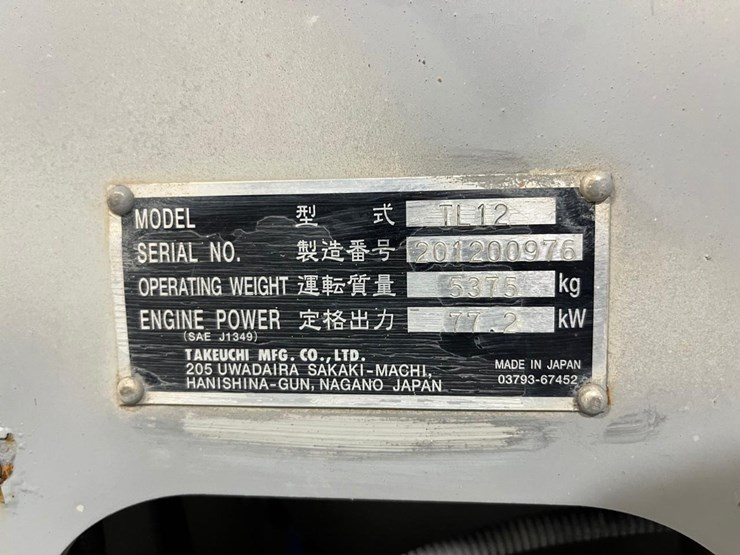 MODEL 型式 TL12
SERIAL NO. 製造番号 201200976
OPERATING WEIGHT 運転質量 5375 kg
ENGINE POWER 定格出力 77.2 kW
(SAE J1349)
TAKEUCHI MFG. CO., LTD.
205 UWADAIRA SAKAKI-MACHI,
HANISHINA-GUN, NAGANO JAPAN
MADE IN JAPAN
03793-67452